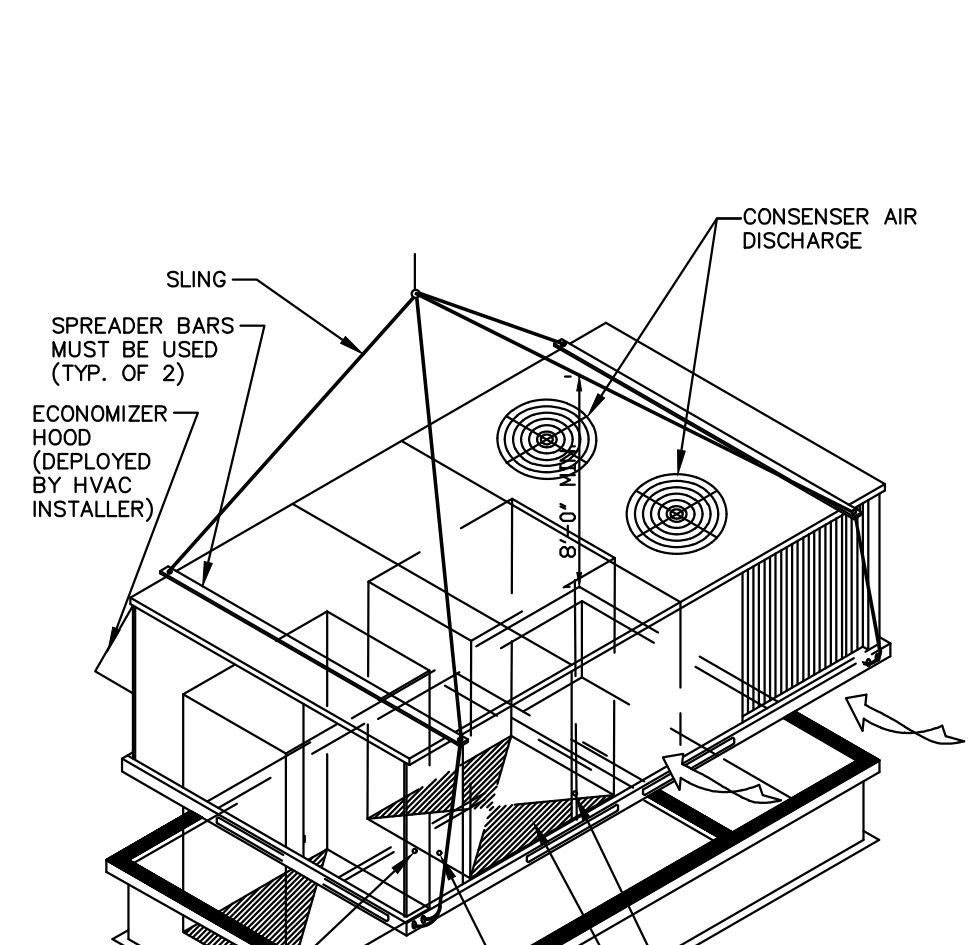 CONSENSER AIR
DISCHARGE
SLING
SPREADER BARS
MUST BE USED
(TYP. OF 2)
ECONOMIZER
HOOD
(DEPLOYED
BY HVAC
INSTALLER)
8'-0" MIN.